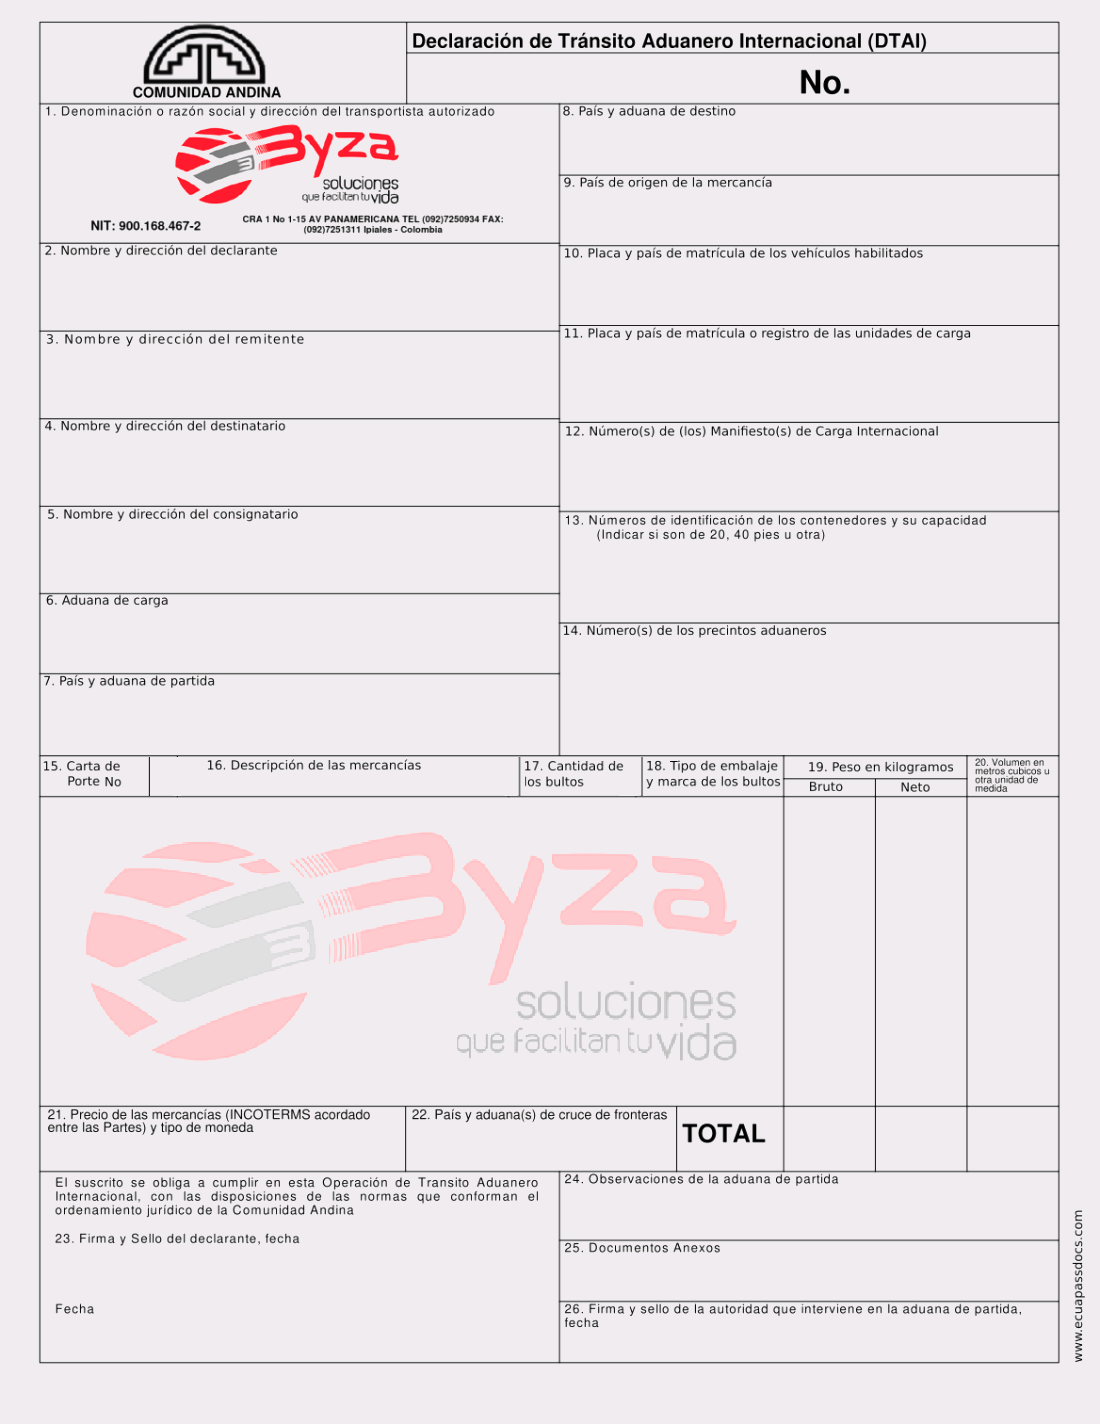 COMUNIDAD ANDINA
Declaración de Tránsito Aduanero Internacional (DTAI)
No.
1. Denominación o razón social y dirección del transportista autorizado
Byza
3
soluciones
que facilitan tu vida
NIT: 900.168.467-2
CRA 1 No 1-15 AV PANAMERICANA TEL (092)7250934 FAX:
(092)7251311 Ipiales - Colombia
2. Nombre y dirección del declarante
3. Nombre y dirección del remitente
4. Nombre y dirección del destinatario
5. Nombre y dirección del consignatario
6. Aduana de carga
7. País y aduana de partida
8. País y aduana de destino
9. País de origen de la mercancía
10. Placa y país de matrícula de los vehículos habilitados
11. Placa y país de matrícula o registro de las unidades de carga
12. Número(s) de (los) Manifiesto(s) de Carga Internacional
13. Números de identificación de los contenedores y su capacidad
(Indicar si son de 20, 40 pies u otra)
14. Número(s) de los precintos aduaneros
15. Carta de
Porte No
16. Descripción de las mercancías
17. Cantidad de
los bultos
18. Tipo de embalaje
y marca de los bultos
19. Peso en kilogramos
Bruto
Neto
20. Volumen en
metros cubicos u
otra unidad de
medida
Byza
3
soluciones
que facilitan tu vida
21. Precio de las mercancías (INCOTERMS acordado
entre las Partes) y tipo de moneda
22. País y aduana(s) de cruce de fronteras
TOTAL
El suscrito se obliga a cumplir en esta Operación de Transito Aduanero
Internacional, con las disposiciones de las normas que conforman el
ordenamiento jurídico de la Comunidad Andina
23. Firma y Sello del declarante, fecha
Fecha
24. Observaciones de la aduana de partida
25. Documentos Anexos
26. Firma y sello de la autoridad que interviene en la aduana de partida,
fecha
www.ecuapassdocs.com